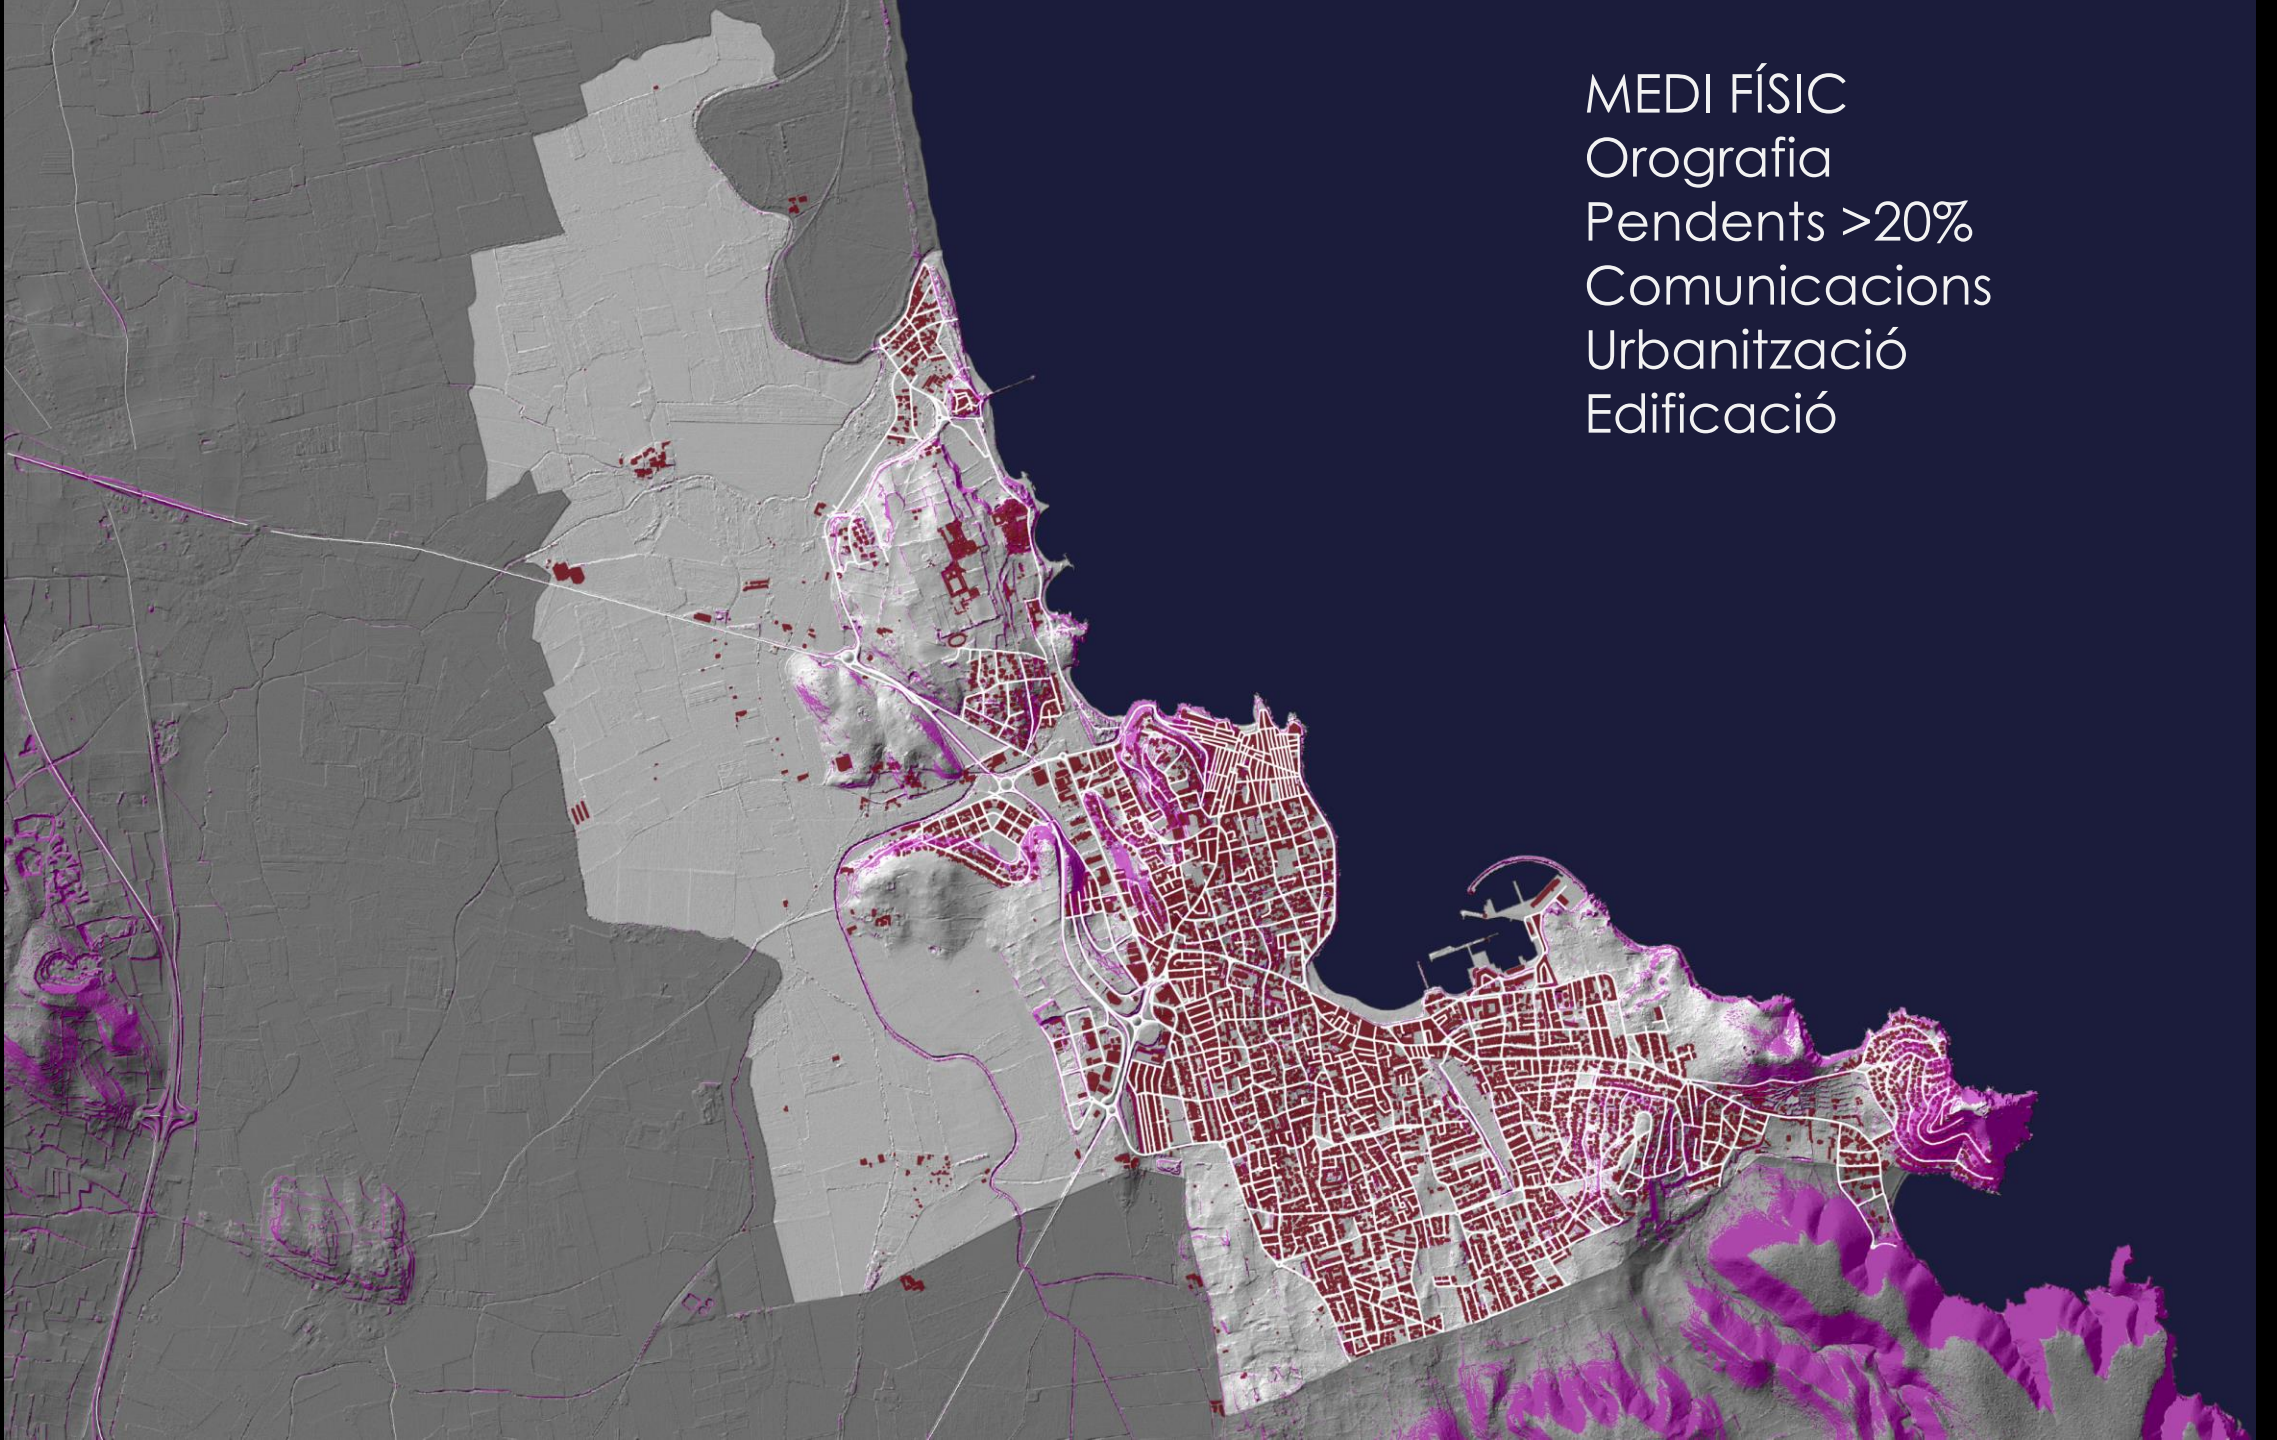 MEDI FÍSIC
Orografia
Pendents >20%
Comunicacions
Urbanització
Edificació